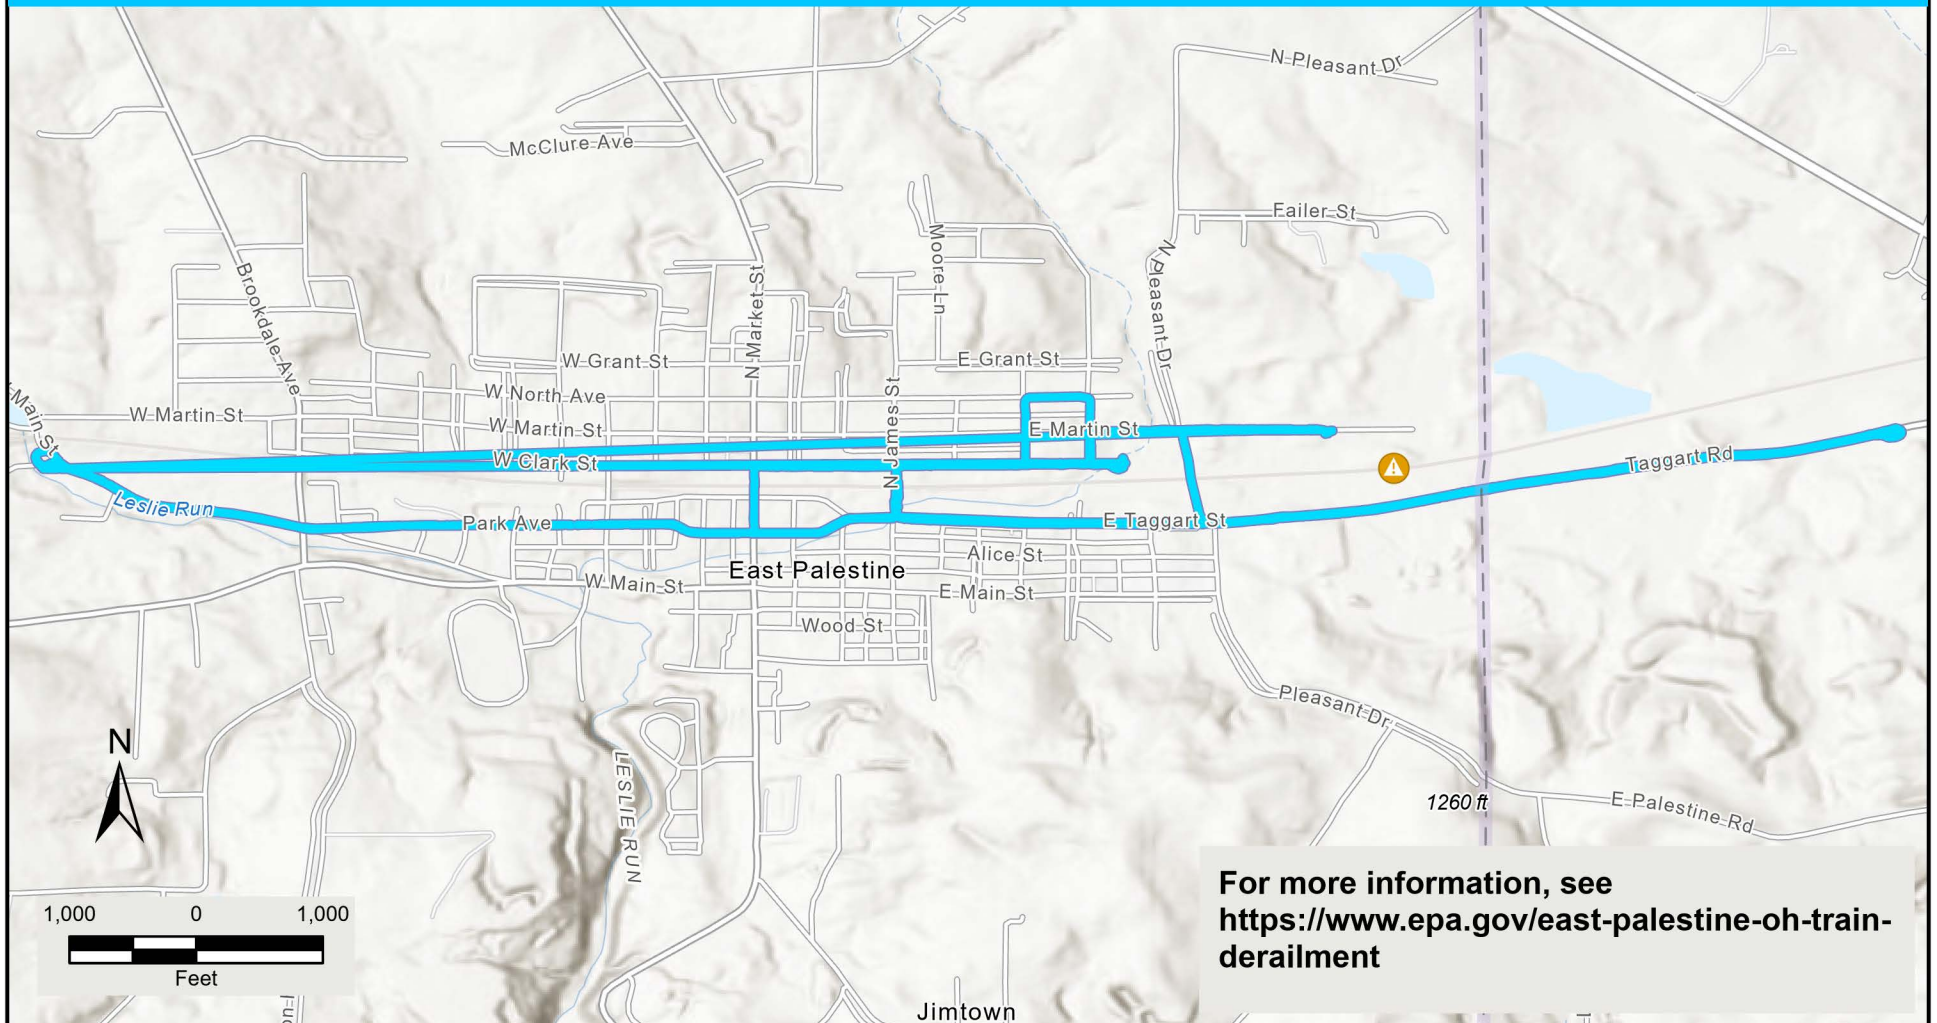 N Pleasant Dr
McClure Ave
Failer St
N Pleasant Dr
Moore Ln
N Market St
Brookdale Ave
W Grant St
E Grant St
W North Ave
N James St
Main St
W Martin St
W Martin St
E Martin St
W Clark St
Taggart Rd
Leslie Run
Park Ave
E Taggart St
Alice St
East Palestine
W Main St
E Main St
Wood St
Pleasant Dr
N
LESLIE RUN
1260 ft
E Palestine Rd
For more information, see
https://www.epa.gov/east-palestine-oh-train-
derailment
1,000 0 1,000
Feet
Jimtown